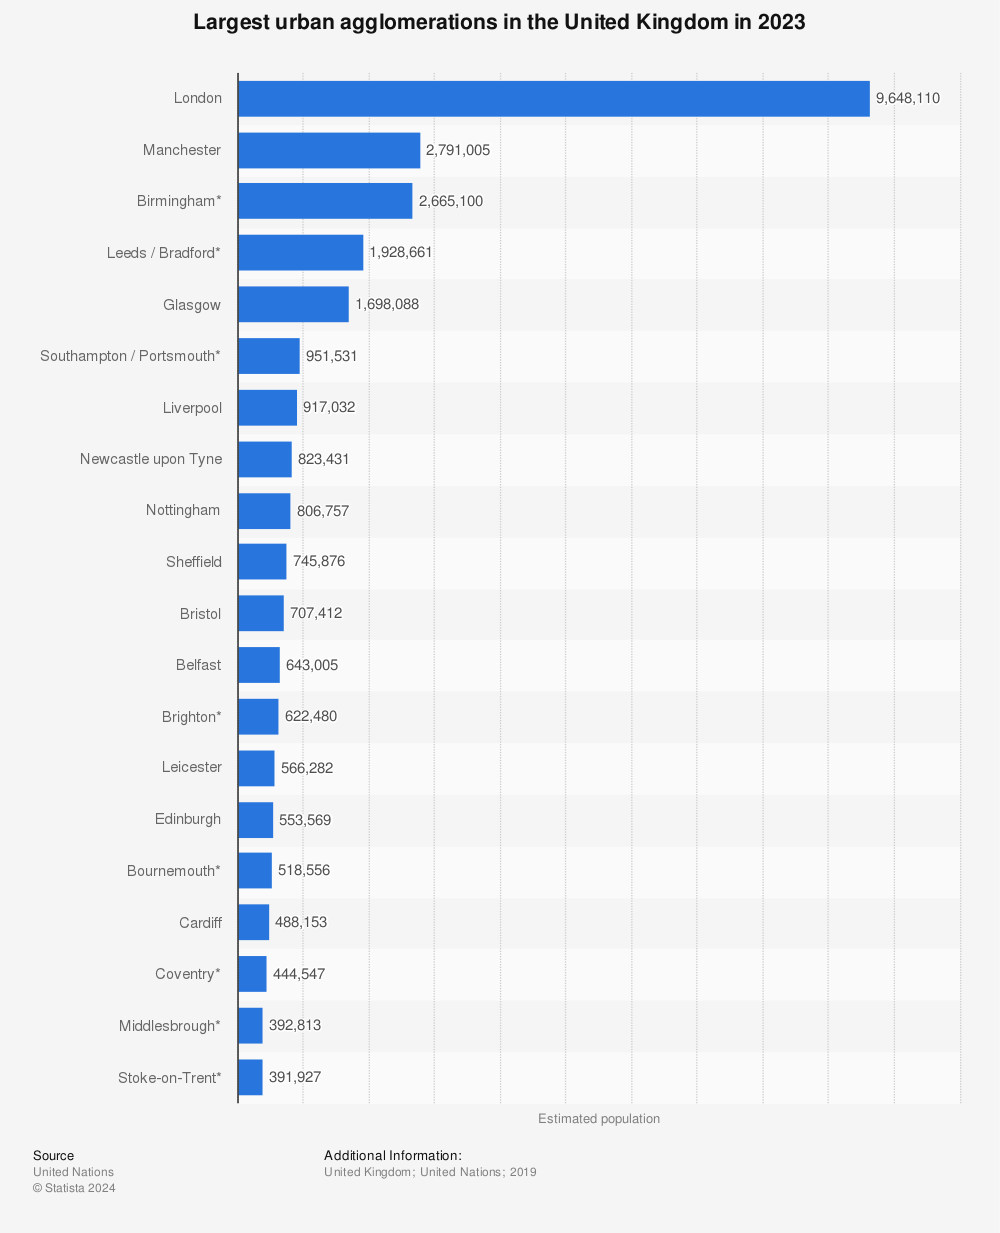 Largest urban agglomerations in the United Kingdom in 2023
London 9,648,110
Manchester 2,791,005
Birmingham* 2,665,100
Leeds / Bradford* 1,928,661
Glasgow 1,698,088
Southampton / Portsmouth* 951,531
Liverpool 917,032
Newcastle upon Tyne 823,431
Nottingham 806,757
Sheffield 745,876
Bristol 707,412
Belfast 643,005
Brighton* 622,480
Leicester 566,282
Edinburgh 553,569
Bournemouth* 518,556
Cardiff 488,153
Coventry* 444,547
Middlesbrough* 392,813
Stoke-on-Trent* 391,927
Estimated population
Source
United Nations
© Statista 2024
Additional Information:
United Kingdom; United Nations; 2019